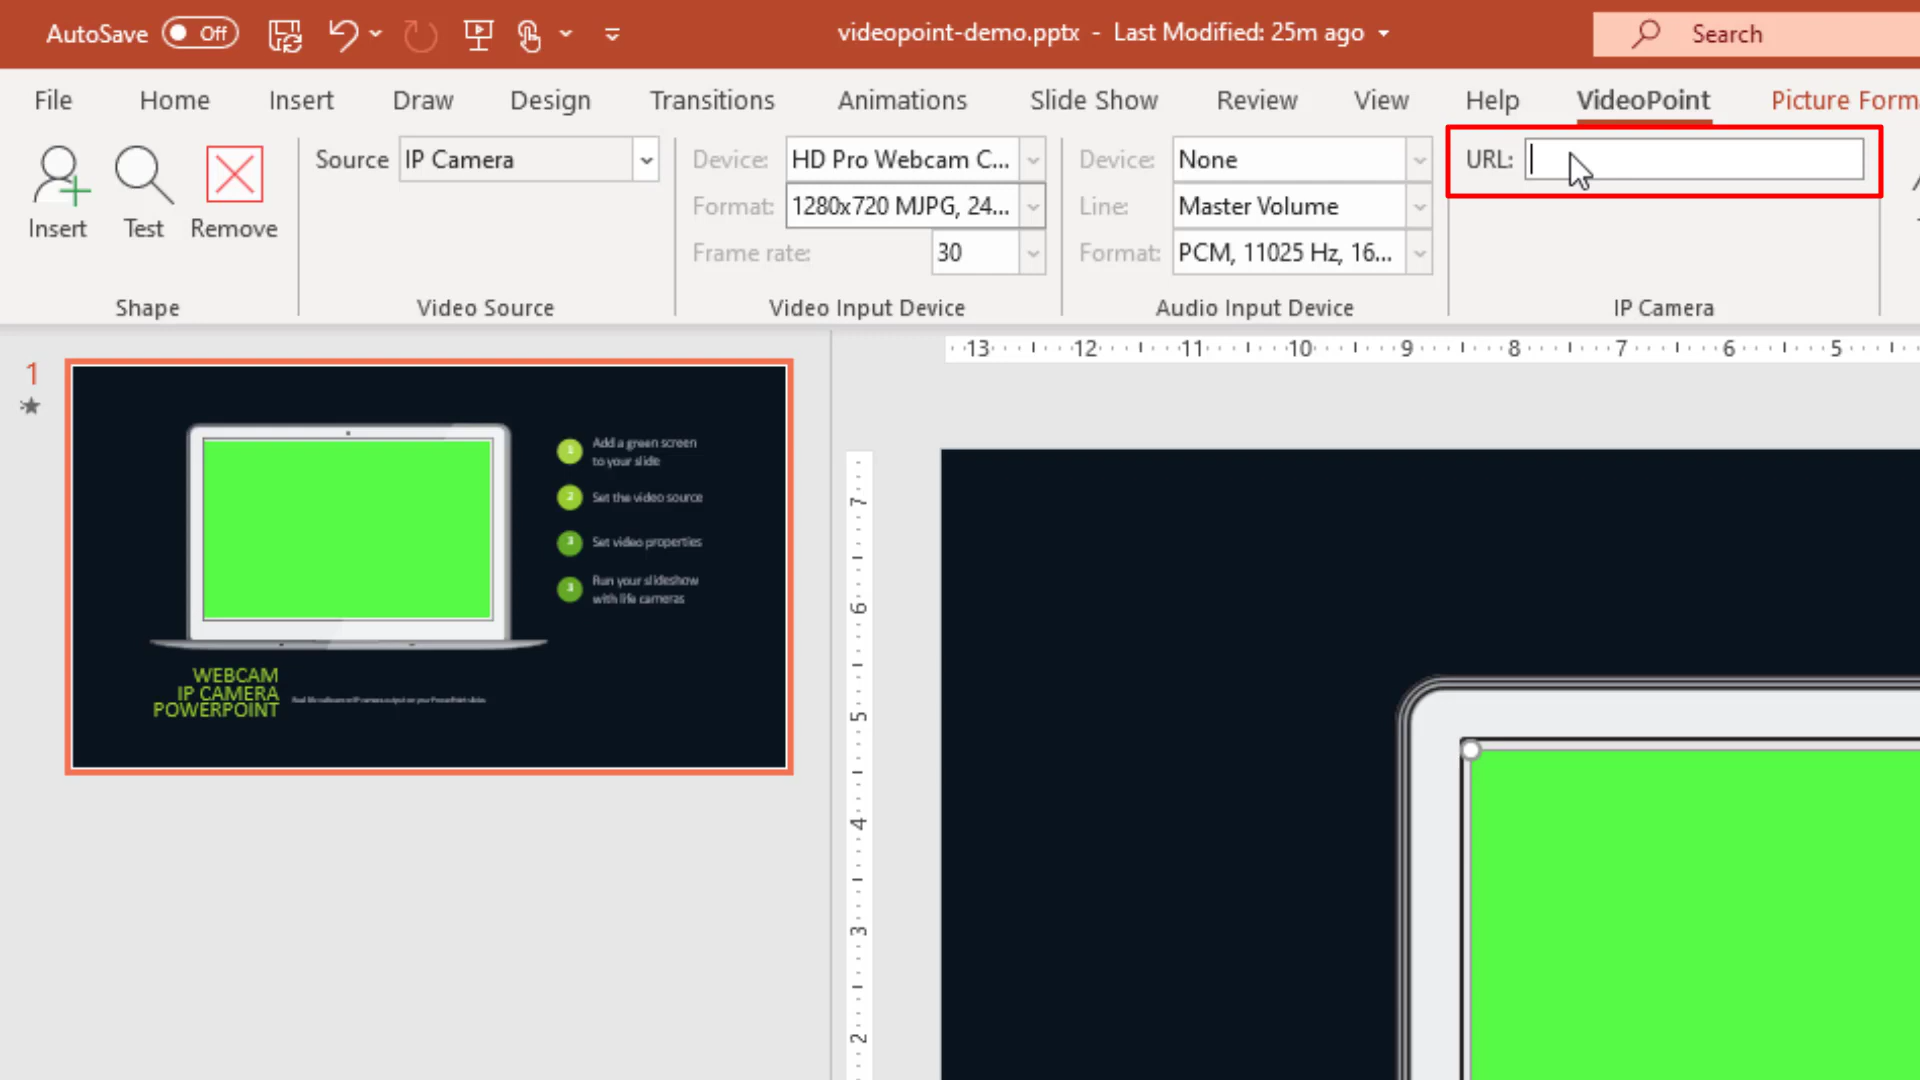 AutoSave Off videopoint-demo.pptx - Last Modified: 25m ago Search
File Home Insert Draw Design Transitions Animations Slide Show Review View Help VideoPoint Picture Forma
Source IP Camera Device: HD Pro Webcam C... Device: None URL:
Format: 1280x720 MJPG, 24... Line: Master Volume
Insert Test Remove Frame rate: 30 Format: PCM, 11025 Hz, 16...
Shape Video Source Video Input Device Audio Input Device IP Camera
13 12 11 10 9 8 7 6 5
1
1 Add a green screen
to your slide
2 Set the video source
3 Set video properties
3 Run your slideshow
with life cameras
WEBCAM
IP CAMERA
POWERPOINT
7
6
5
4
3
2